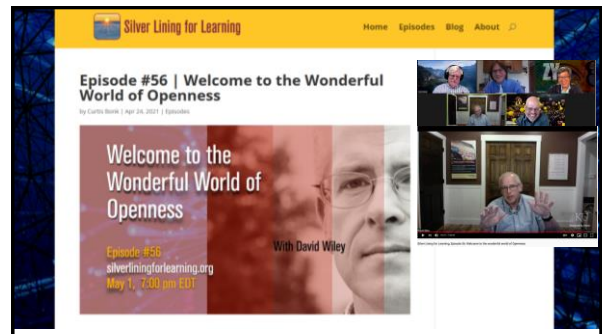 Silver Lining for Learning
Home Episodes Blog About
Episode #56 | Welcome to the Wonderful
World of Openness
by Curtis Bonk | Apr 24, 2021 | Episodes
Welcome to the
Wonderful World of
Openness
With David Wiley
Episode #56
silverliningforlearning.org
May 1, 7:00 pm EDT